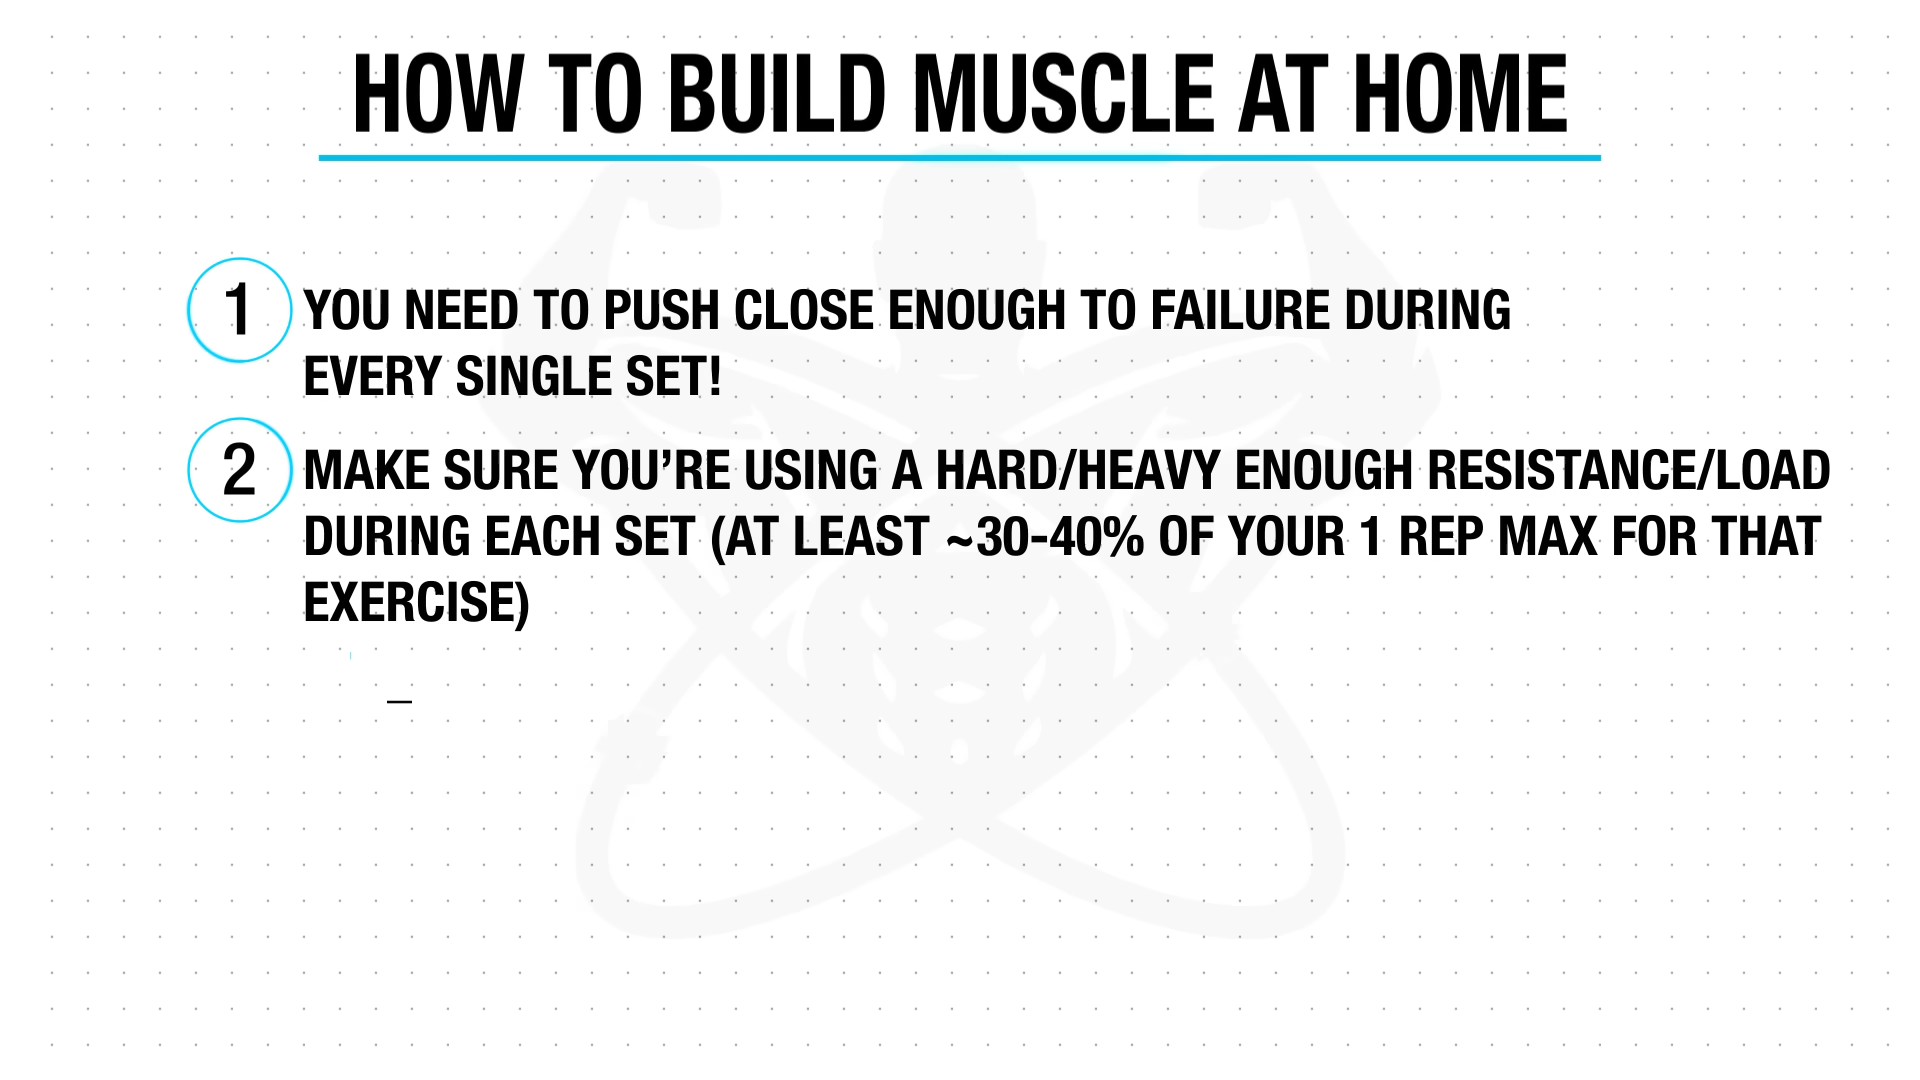 HOW TO BUILD MUSCLE AT HOME
1 YOU NEED TO PUSH CLOSE ENOUGH TO FAILURE DURING
EVERY SINGLE SET!
2 MAKE SURE YOU’RE USING A HARD/HEAVY ENOUGH RESISTANCE/LOAD
DURING EACH SET (AT LEAST ~30-40% OF YOUR 1 REP MAX FOR THAT
EXERCISE)